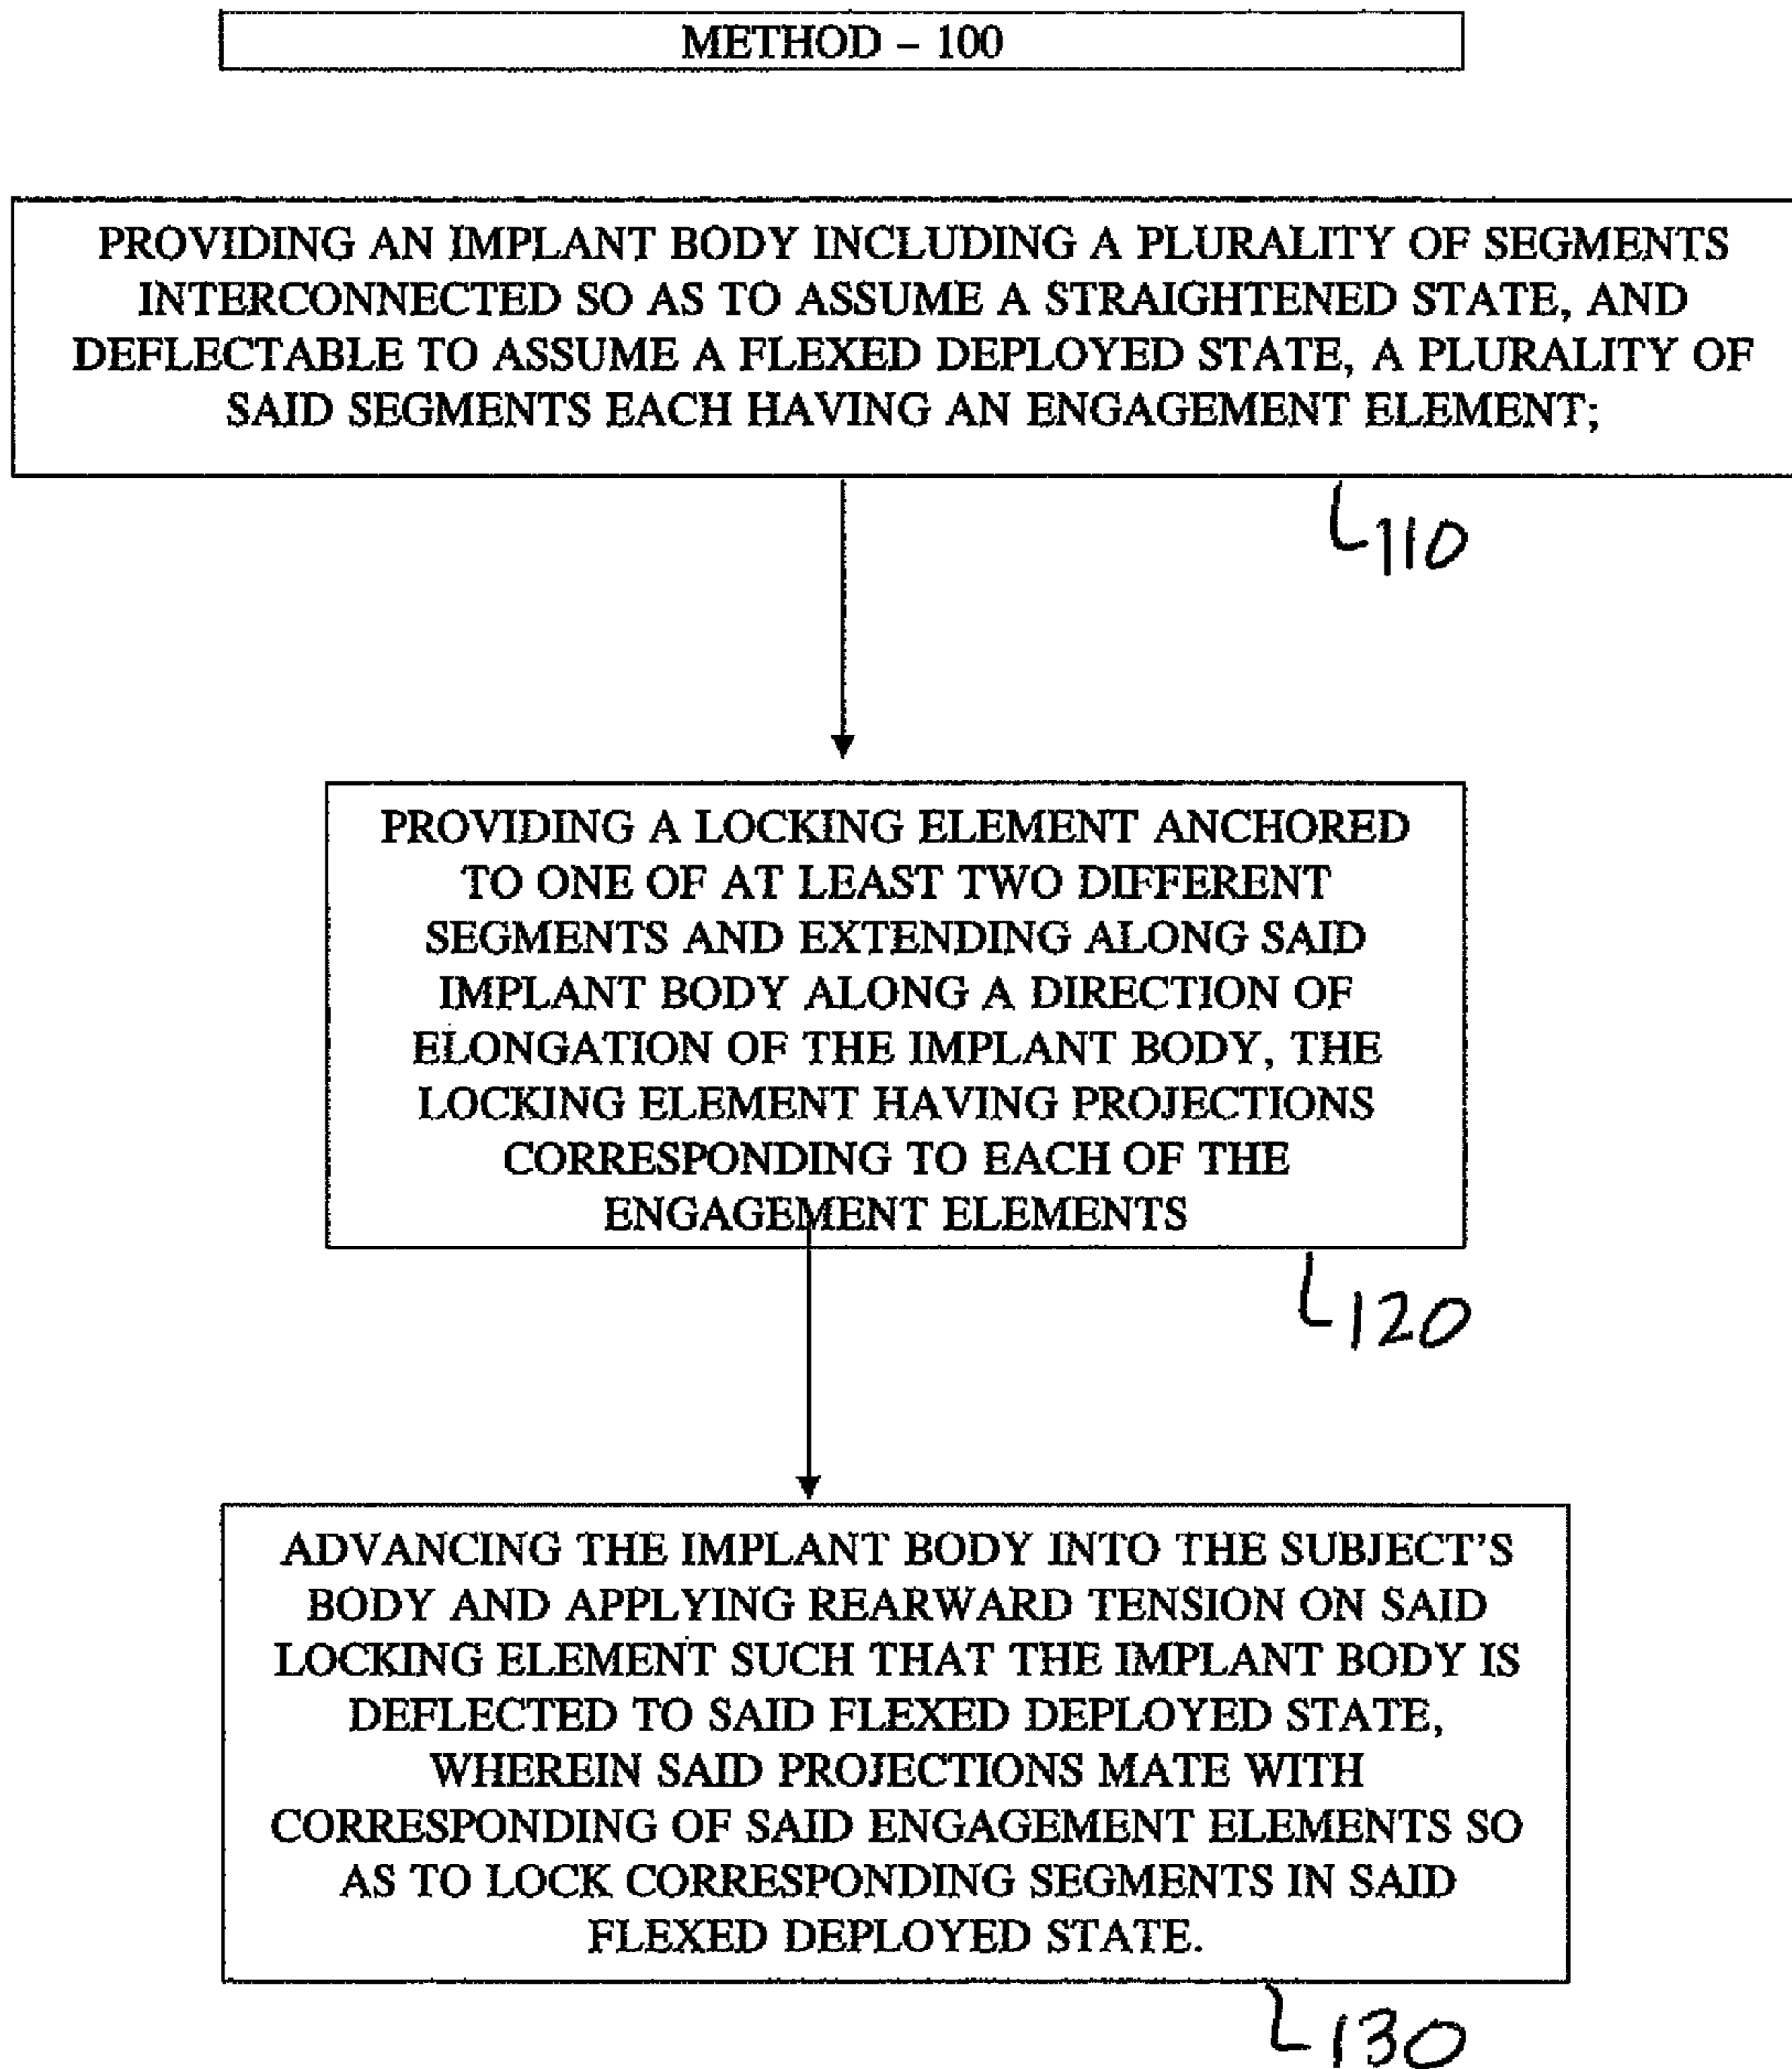 METHOD – 100
PROVIDING AN IMPLANT BODY INCLUDING A PLURALITY OF SEGMENTS
INTERCONNECTED SO AS TO ASSUME A STRAIGHTENED STATE, AND
DEFLECTABLE TO ASSUME A FLEXED DEPLOYED STATE, A PLURALITY OF
SAID SEGMENTS EACH HAVING AN ENGAGEMENT ELEMENT;
110
PROVIDING A LOCKING ELEMENT ANCHORED
TO ONE OF AT LEAST TWO DIFFERENT
SEGMENTS AND EXTENDING ALONG SAID
IMPLANT BODY ALONG A DIRECTION OF
ELONGATION OF THE IMPLANT BODY, THE
LOCKING ELEMENT HAVING PROJECTIONS
CORRESPONDING TO EACH OF THE
ENGAGEMENT ELEMENTS
120
ADVANCING THE IMPLANT BODY INTO THE SUBJECT'S
BODY AND APPLYING REARWARD TENSION ON SAID
LOCKING ELEMENT SUCH THAT THE IMPLANT BODY IS
DEFLECTED TO SAID FLEXED DEPLOYED STATE,
WHEREIN SAID PROJECTIONS MATE WITH
CORRESPONDING OF SAID ENGAGEMENT ELEMENTS SO
AS TO LOCK CORRESPONDING SEGMENTS IN SAID
FLEXED DEPLOYED STATE.
130